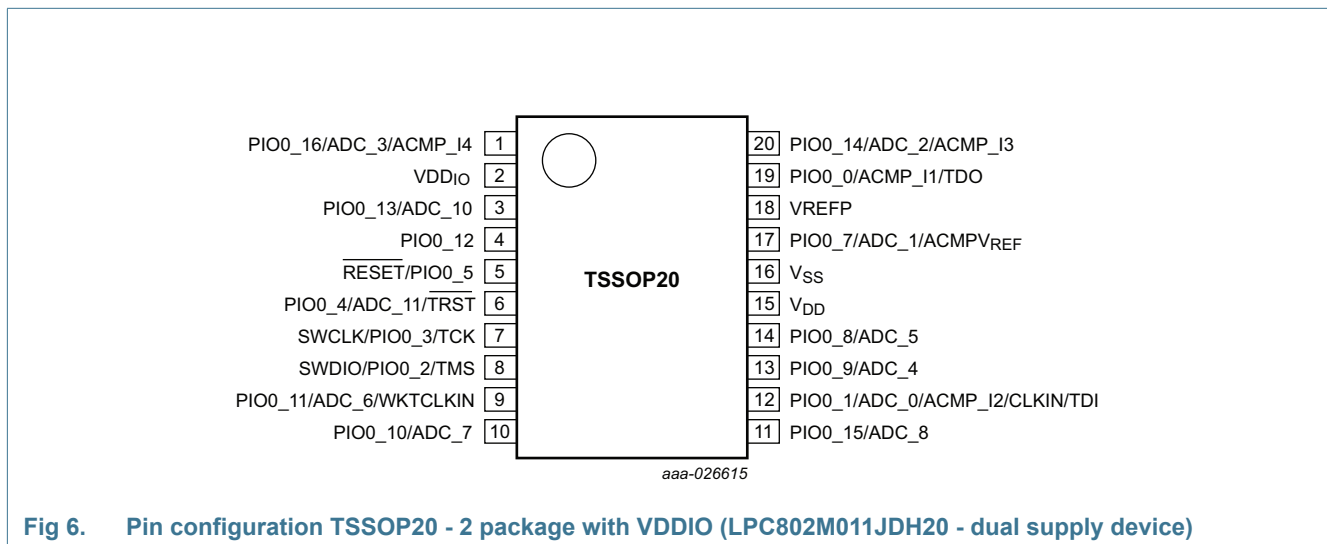 PIO0_16/ADC_3/ACMP_I4 1
VDDIO 2
PIO0_13/ADC_10 3
PIO0_12 4
RESET/PIO0_5 5
PIO0_4/ADC_11/TRST 6
SWCLK/PIO0_3/TCK 7
SWDIO/PIO0_2/TMS 8
PIO0_11/ADC_6/WKTCLKIN 9
PIO0_10/ADC_7 10
TSSOP20
20 PIO0_14/ADC_2/ACMP_I3
19 PIO0_0/ACMP_I1/TDO
18 VREFP
17 PIO0_7/ADC_1/ACMPVREF
16 VSS
15 VDD
14 PIO0_8/ADC_5
13 PIO0_9/ADC_4
12 PIO0_1/ADC_0/ACMP_I2/CLKIN/TDI
11 PIO0_15/ADC_8
aaa-026615
Fig 6. Pin configuration TSSOP20 - 2 package with VDDIO (LPC802M011JDH20 - dual supply device)